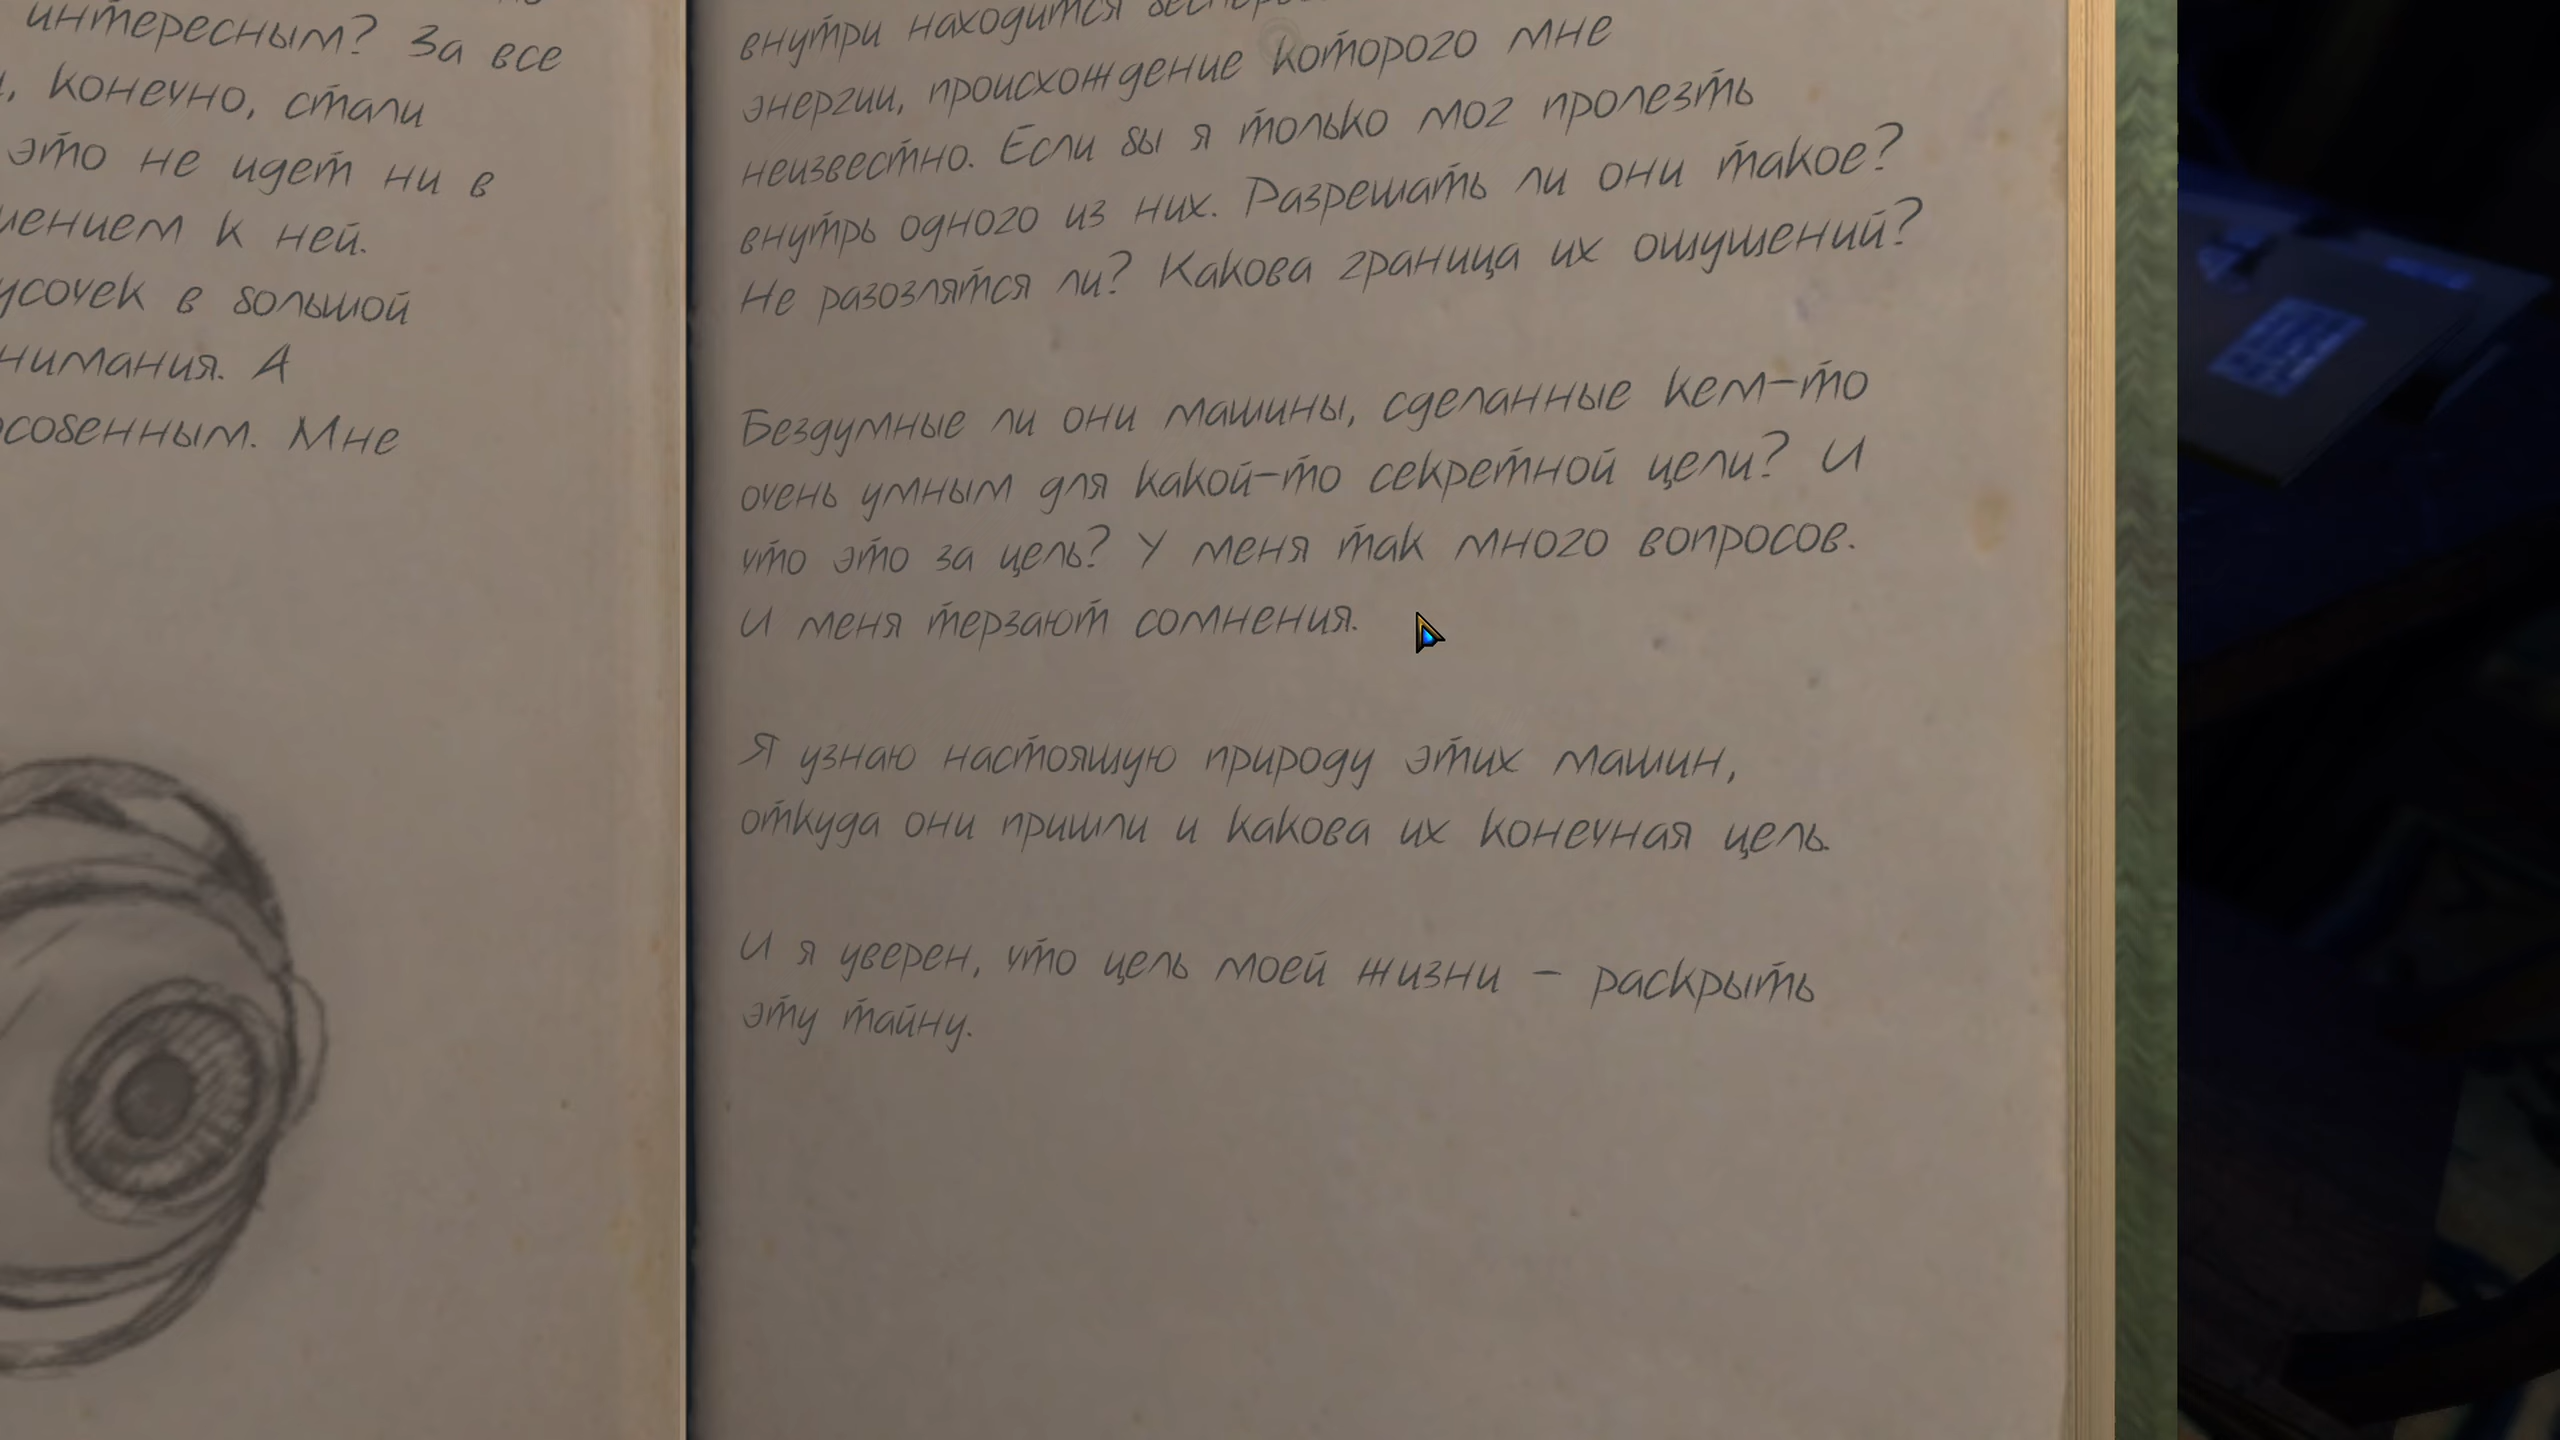 интересным? За все
, конечно, стали
это не идет ни в
к ней.
в большой
А
Мне
внутри находится
энергии, происхождение которого мне
неизвестно. Если бы я только мог пролезть
внутрь одного из них. Разрешать ли они такое?
Не разозлятся ли? Какова граница их ощущений?
Бездумные ли они машины, сделанные кем-то
очень умным для какой-то секретной цели? И
что это за цель? У меня так много вопросов.
И меня терзают сомнения.
Я узнаю настоящую природу этих машин,
откуда они пришли и какова их конечная цель.
И я уверен, что цель моей жизни – раскрыть
эту тайну.